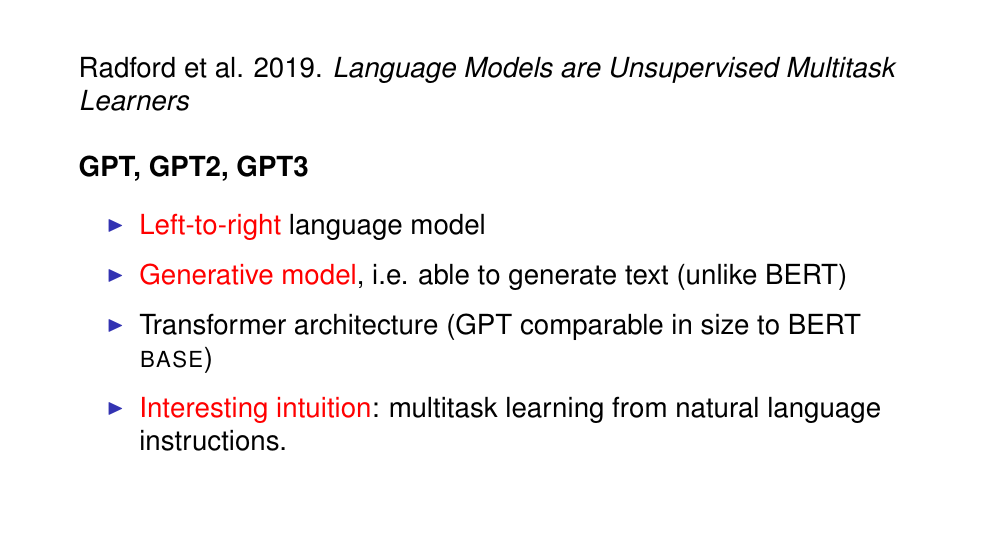 Radford et al. 2019. Language Models are Unsupervised Multitask
Learners
GPT, GPT2, GPT3
▶ Left-to-right language model
▶ Generative model, i.e. able to generate text (unlike BERT)
▶ Transformer architecture (GPT comparable in size to BERT
BASE)
▶ Interesting intuition: multitask learning from natural language
instructions.